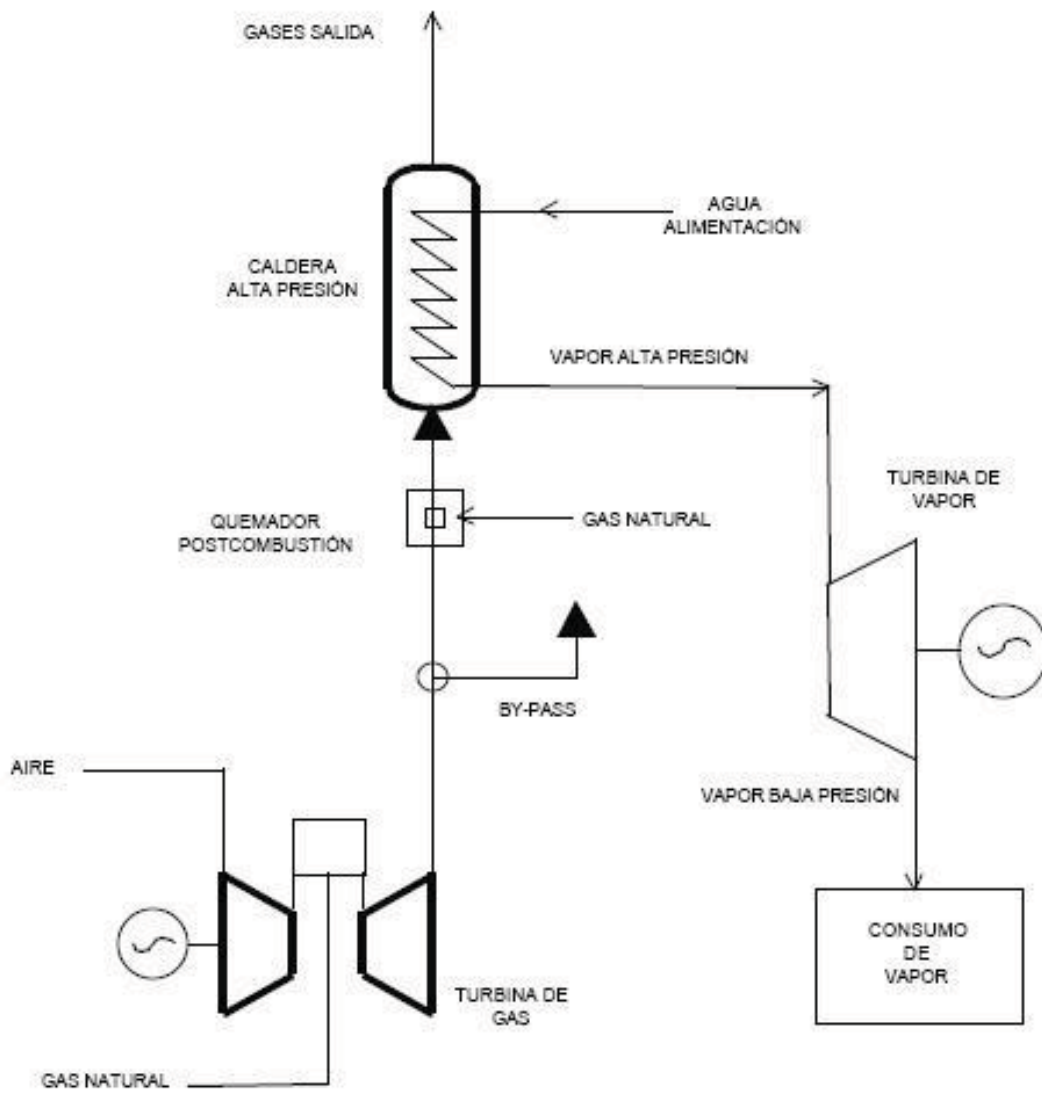 GASES SALIDA
AGUA
ALIMENTACIÓN
CALDERA
ALTA PRESIÓN
VAPOR ALTA PRESIÓN
TURBINA DE
VAPOR
QUEMADOR
POSTCOMBUSTIÓN
GAS NATURAL
BY-PASS
AIRE
VAPOR BAJA PRESIÓN
CONSUMO
DE
VAPOR
TURBINA DE
GAS
GAS NATURAL